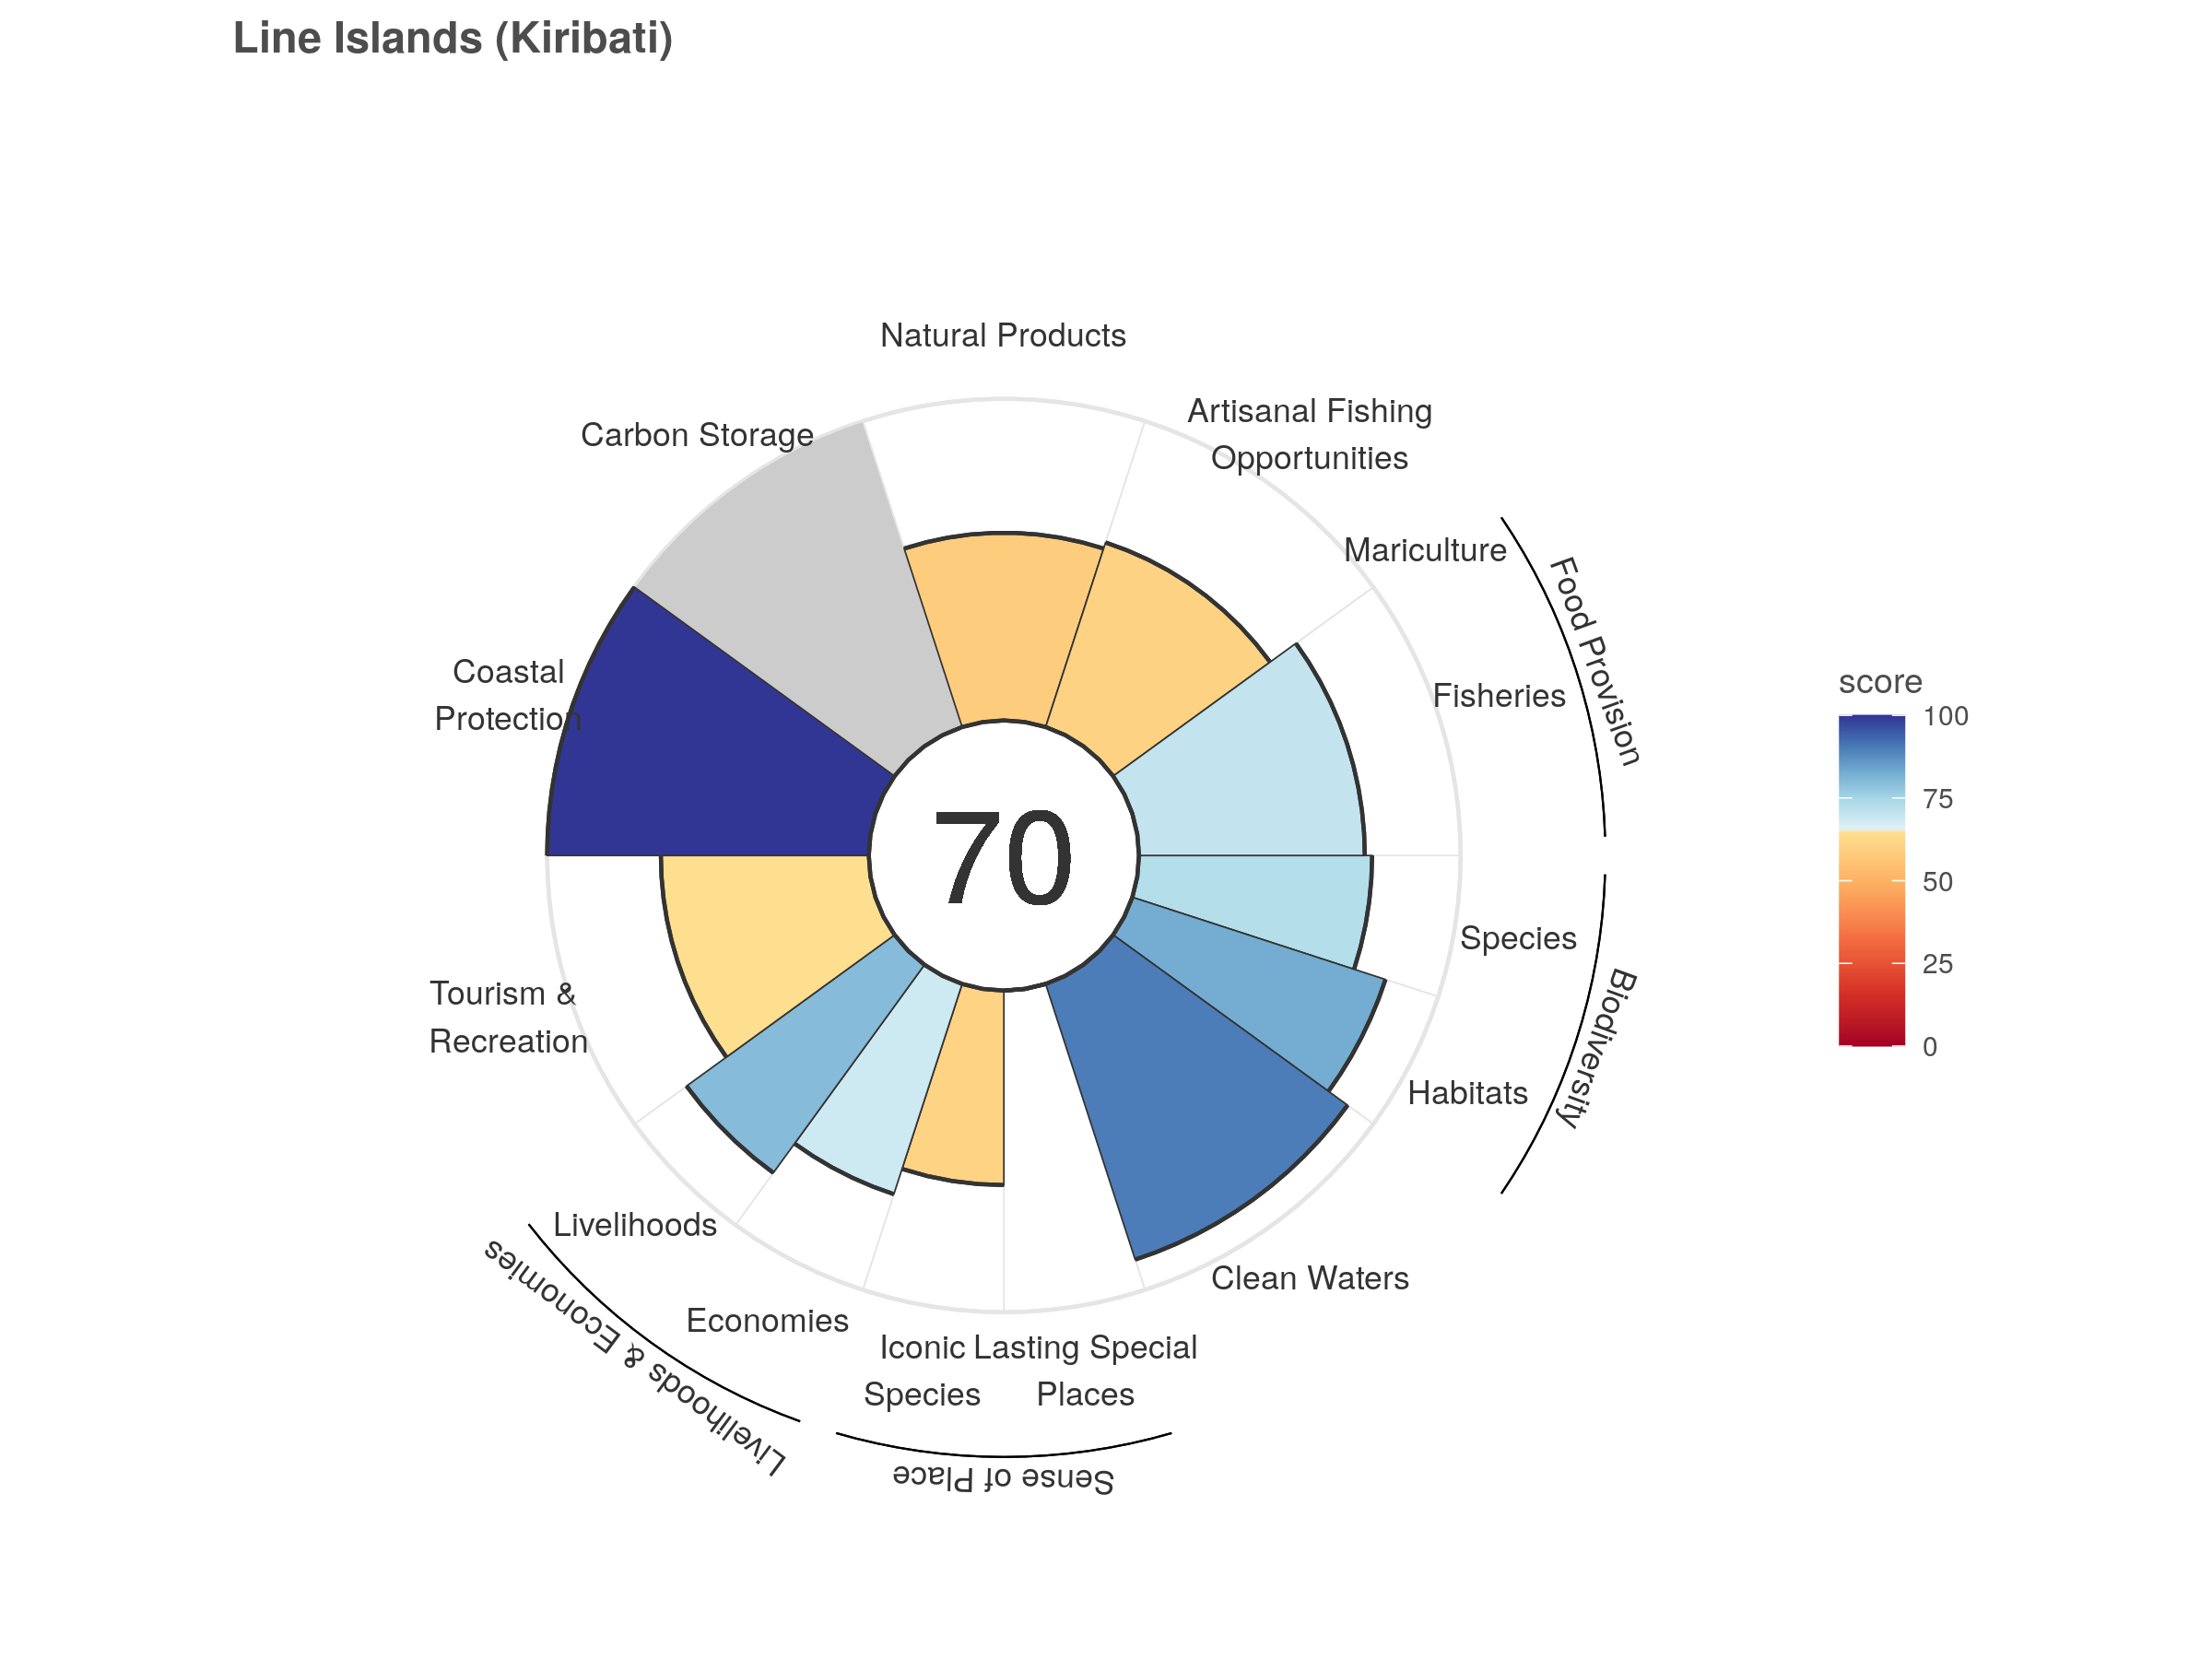 Line Islands (Kiribati)
Natural Products
Artisanal Fishing
Opportunities
Carbon Storage
Mariculture
Food Provision
Fisheries
Coastal
Protection
70
score
100
75
50
25
0
Species
Biodiversity
Habitats
Tourism &
Recreation
Livelihoods
Livelihoods & Economies
Economies
Clean Waters
Iconic
Species
Lasting Special
Places
Sense of Place